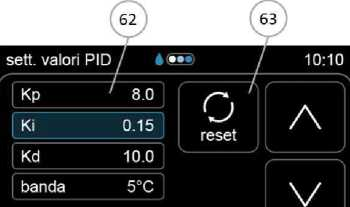 62 63
sett. valori PID 10:10
Kp 8.0
Ki 0.15
reset
Kd 10.0
banda 5°C